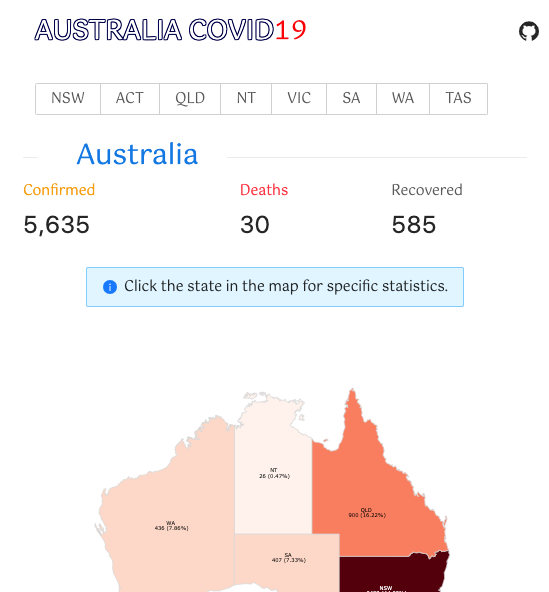 AUSTRALIA COVID19
NSW ACT QLD NT VIC SA WA TAS
Australia
Confirmed Deaths Recovered
5,635 30 585
Click the state in the map for specific statistics.
NT
26 (0.47%)
QLD
900 (16.22%)
WA
436 (7.86%)
SA
407 (7.33%)
NSW